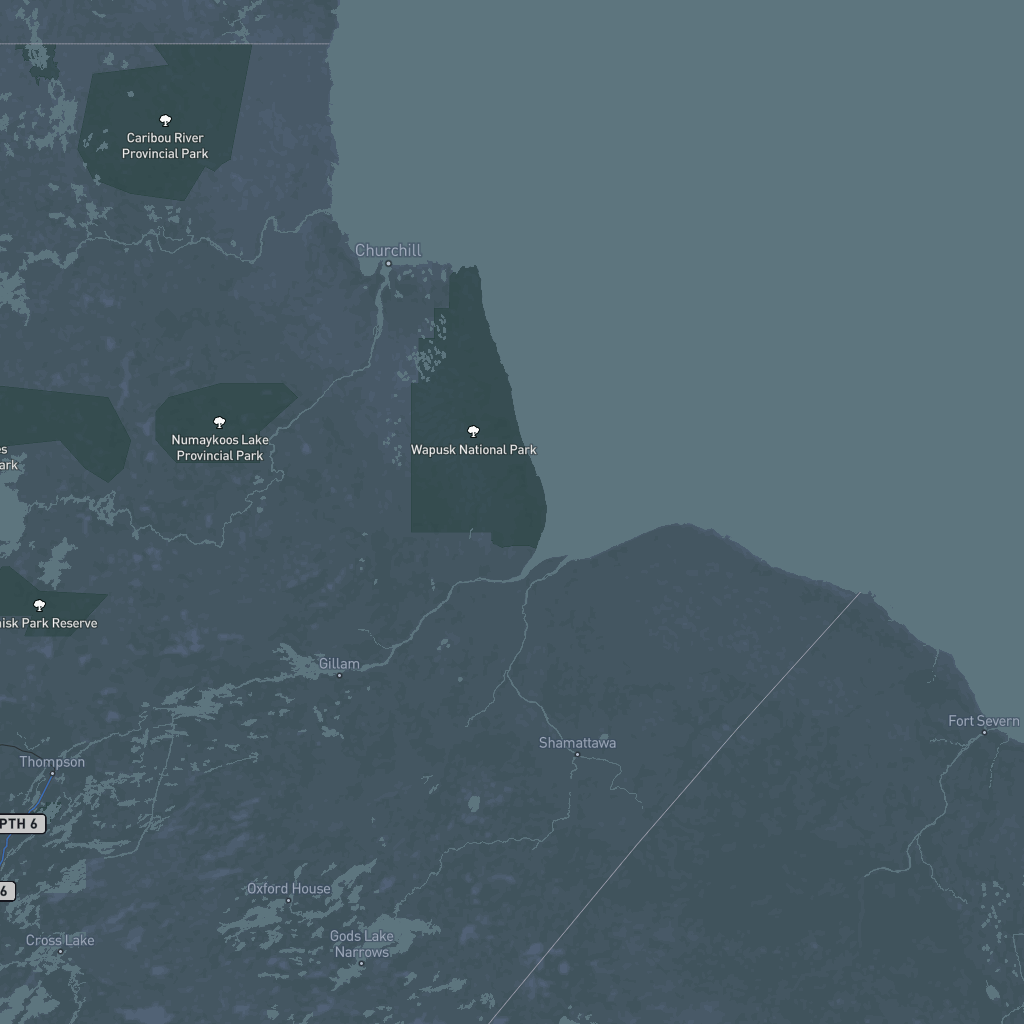 Caribou River
Provincial Park
Churchill
Numaykoos Lake
Provincial Park
Wapusk National Park
es
ark
isk Park Reserve
Gillam
Fort Severn
Shamattawa
Thompson
PTH 6
6
Oxford House
Cross Lake
Gods Lake
Narrows